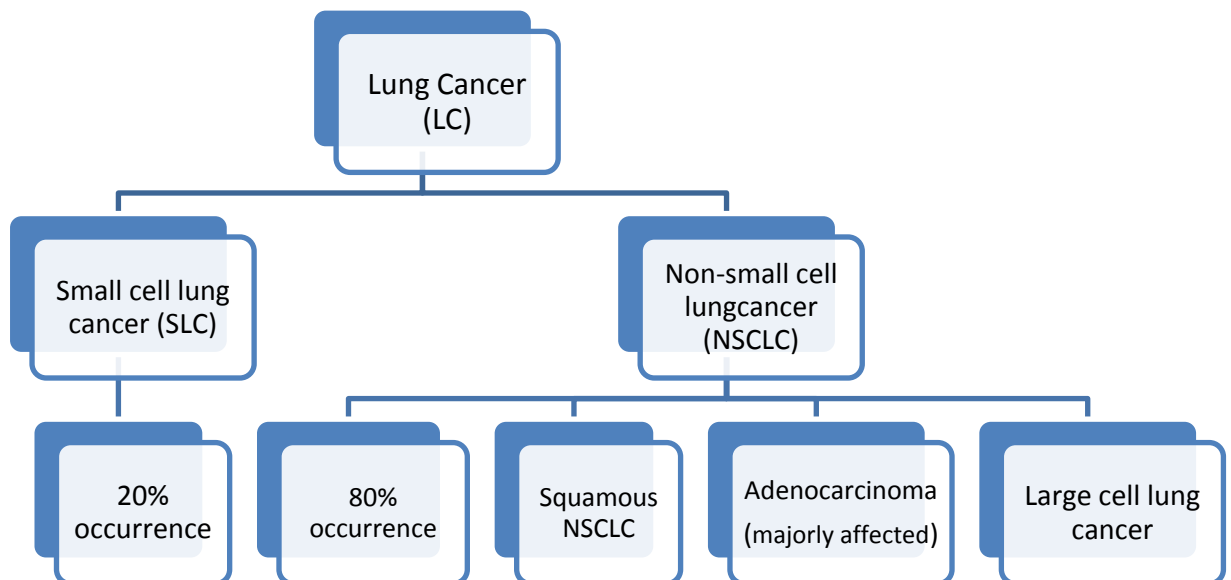 Lung Cancer
(LC)
Small cell lung
cancer (SLC)
Non-small cell
lungcancer
(NSCLC)
20%
occurrence
80%
occurrence
Squamous
NSCLC
Adenocarcinoma
(majorly affected)
Large cell lung
cancer